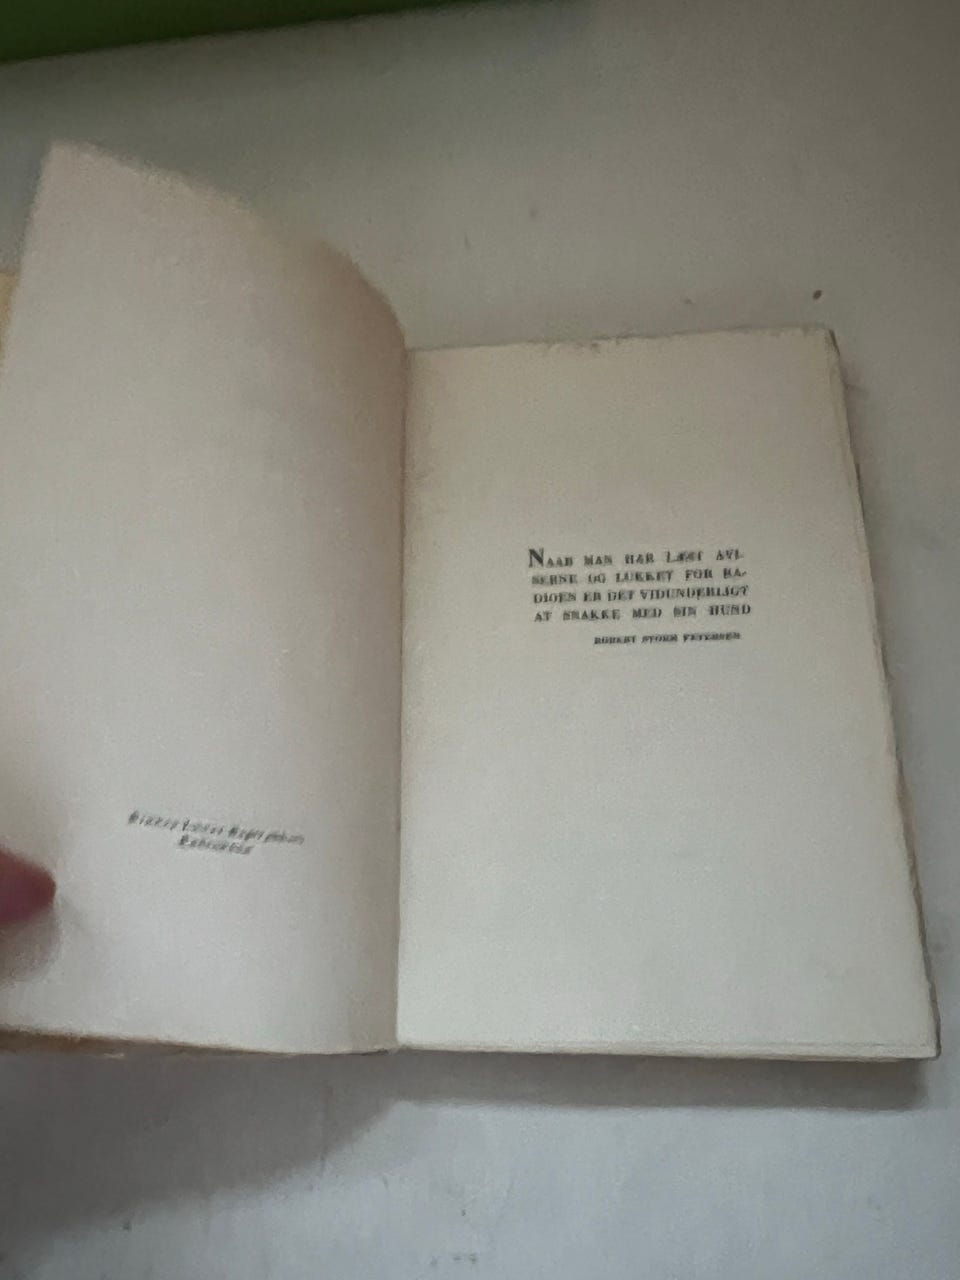 NAAR MAN HAR LÆST AVI-
SERNE OG LUKKET FOR RA-
DIOEN ER DET VIDUNDERLIGT
AT SNAKKE MED SIN HUND
ROBERT STORM PETERSEN